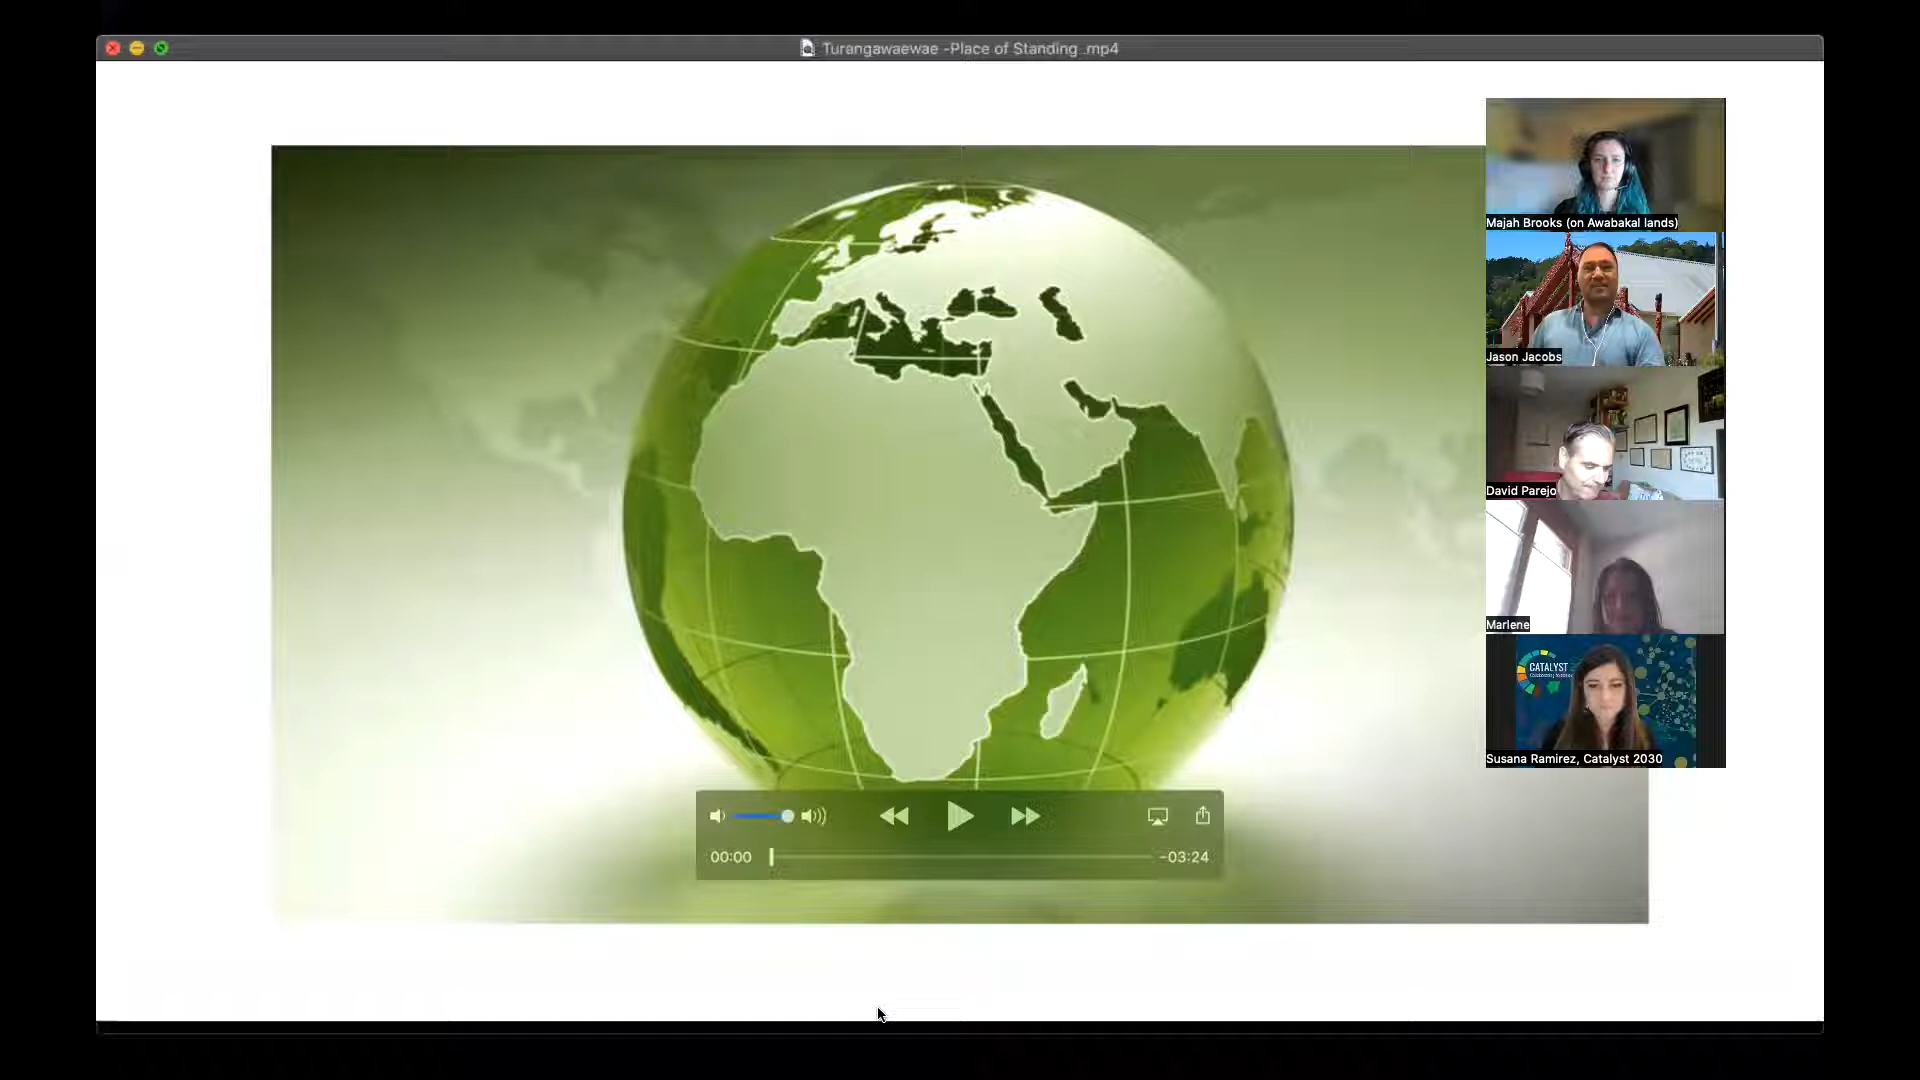 Turangawaewae -Place of Standing .mp4
Majah Brooks (on Awabakal lands)
Jason Jacobs
David Parejo
Marlene
CATALYST
Susana Ramirez, Catalyst 2030
00:00
-03:24